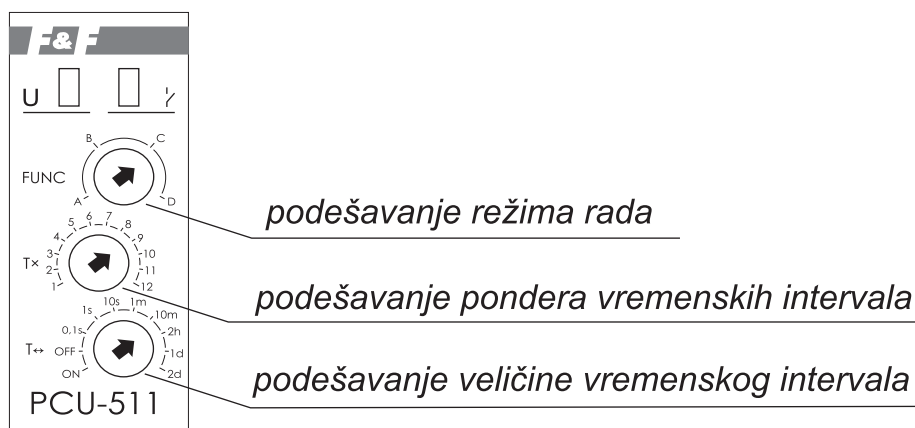 F&F
U
B C
FUNC
A D
podešavanje režima rada
1 2 3 4 5 6 7 8 9 10 11 12
T×
podešavanje pondera vremenskih intervala
ON OFF 0,1s 1s 10s 1m 10m 2h 1d 2d
T↔
podešavanje veličine vremenskog intervala
PCU-511